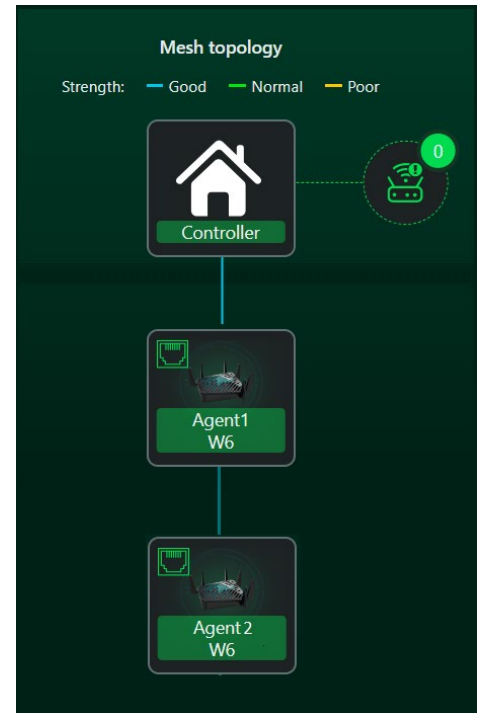 Mesh topology
Strength: Good Normal Poor
0
Controller
Agent1
W6
Agent2
W6